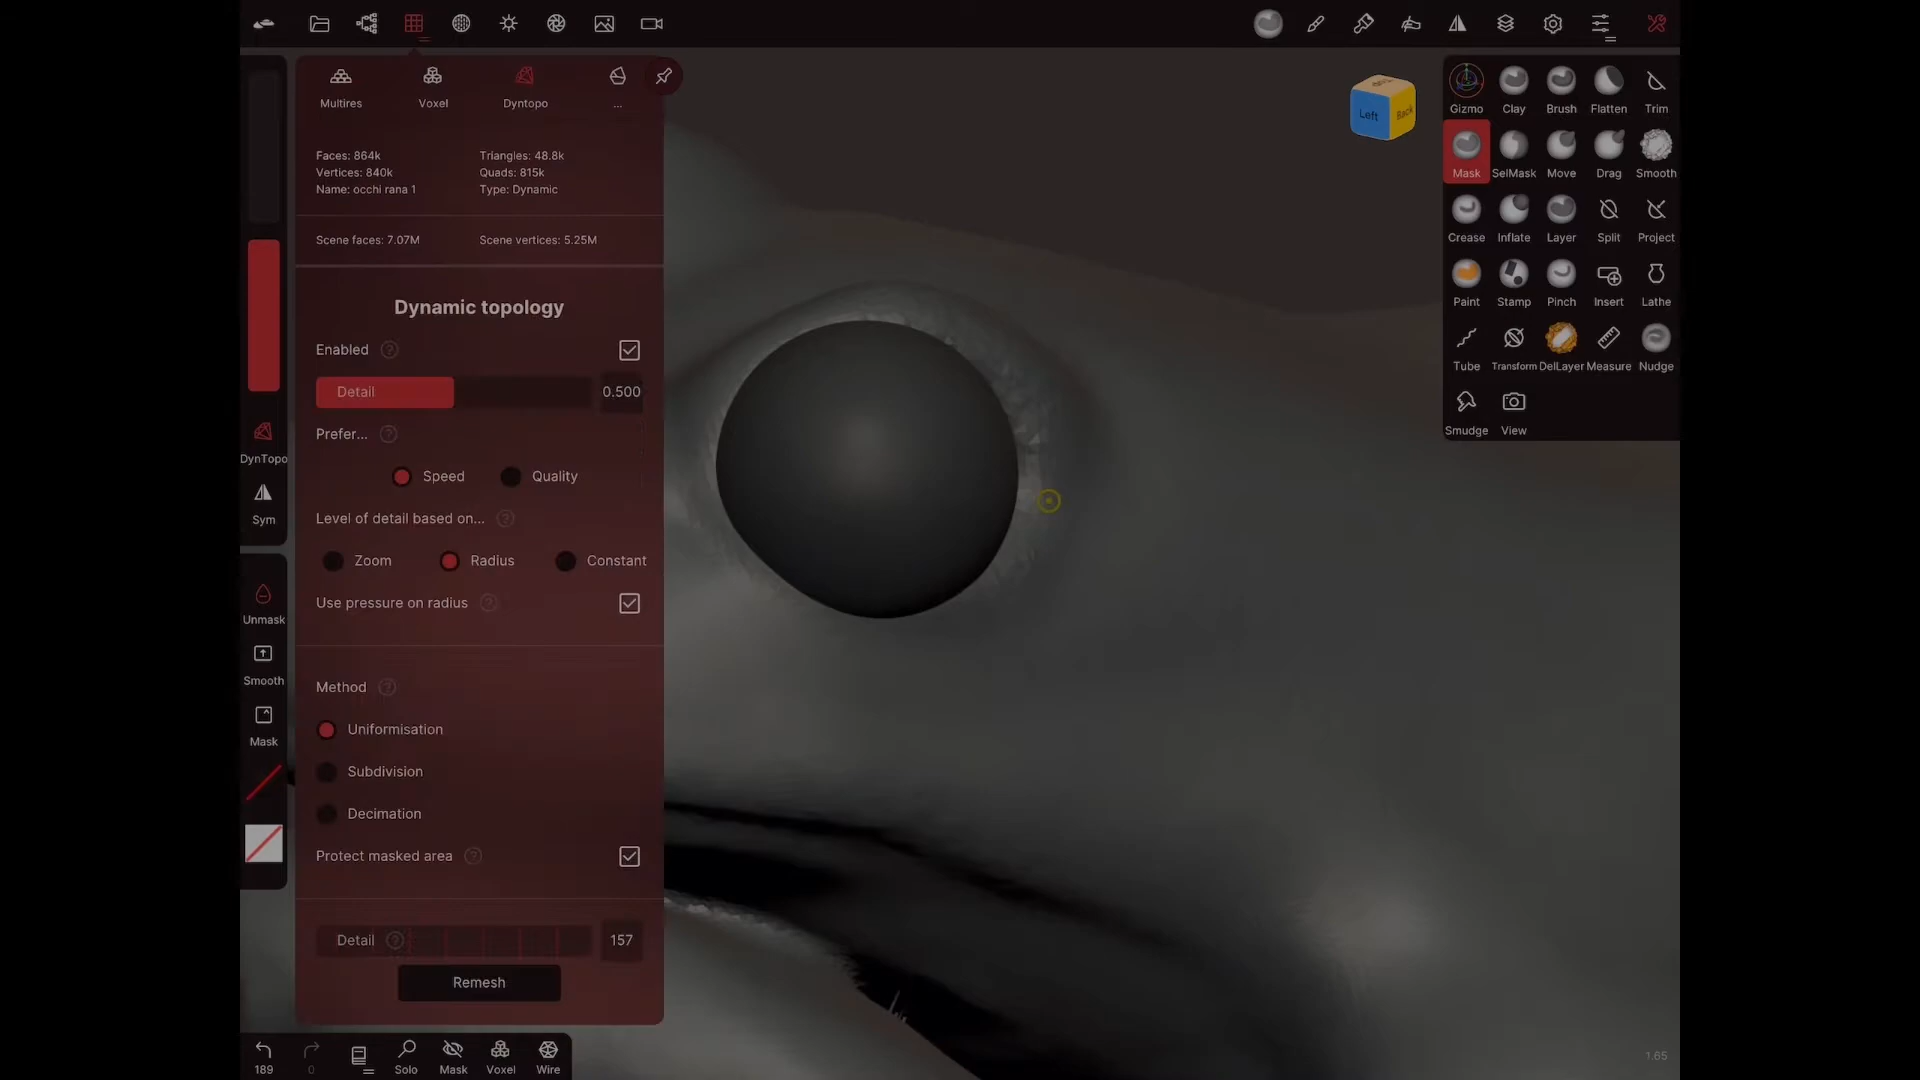 Multires
Voxel
Dyntopo
...
Faces: 864k
Triangles: 48.8k
Vertices: 840k
Quads: 815k
Name: occhi rana 1
Type: Dynamic
Scene faces: 7.07M
Scene vertices: 5.25M
Dynamic topology
Enabled ?
Detail
0.500
Prefer... ?
Speed
Quality
Level of detail based on... ?
Zoom
Radius
Constant
Use pressure on radius ?
Method ?
Uniformisation
Subdivision
Decimation
Protect masked area ?
Detail ?
157
Remesh
DynTopo
Sym
Unmask
Smooth
Mask
189
0
Solo
Mask
Voxel
Wire
Left
Back
Gizmo
Clay
Brush
Flatten
Trim
Mask
SelMask
Move
Drag
Smooth
Crease
Inflate
Layer
Split
Project
Paint
Stamp
Pinch
Insert
Lathe
Tube
Transform
DelLayer
Measure
Nudge
Smudge
View
1.65